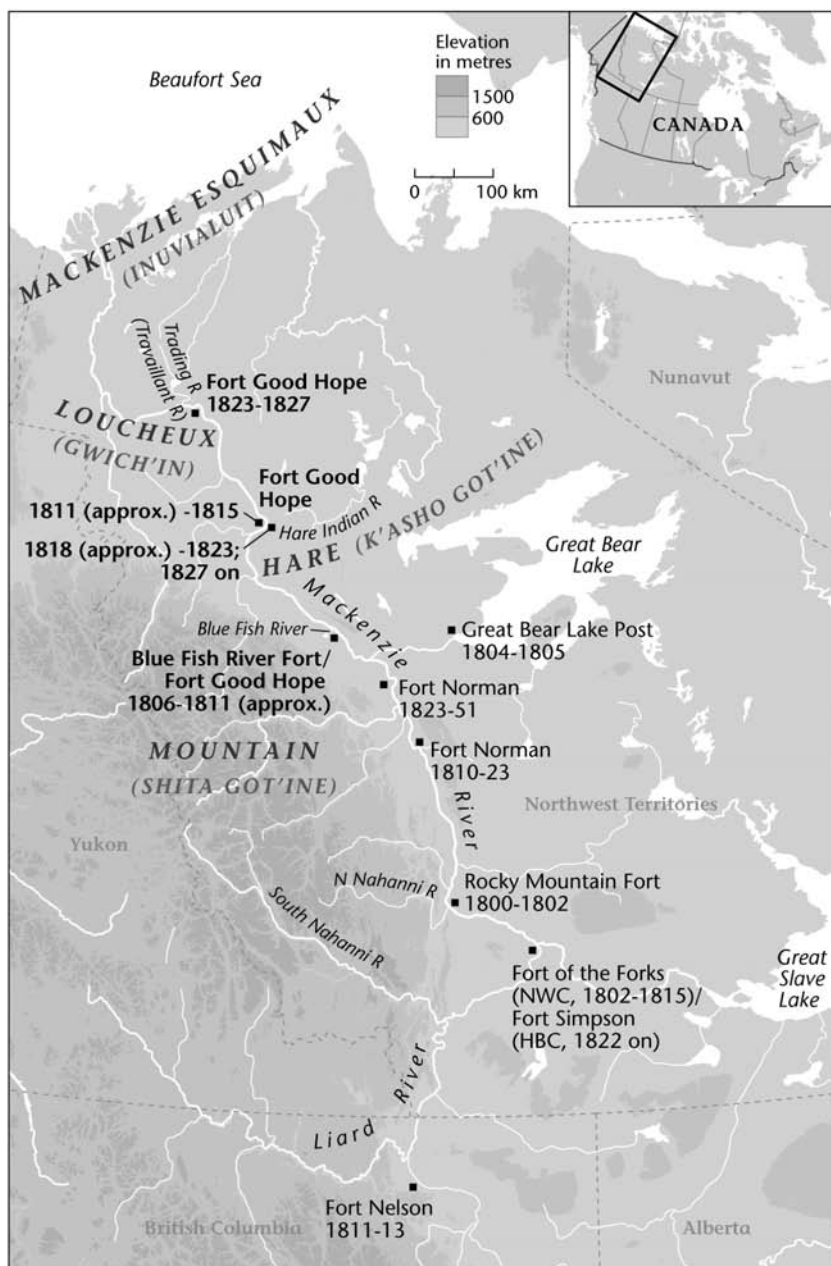 Beaufort Sea
Elevation
in metres
1500
600
0 100 km
CANADA
MACKENZIE ESQUIMAUX
(INUVIALUIT)
Trading R
(Travaillant R)
Fort Good Hope
1823-1827
Nunavut
LOUCHEUX
(GWICH'IN)
Fort Good
Hope
1811 (approx.) -1815
Hare Indian R
1818 (approx.) -1823;
1827 on
HARE (K'ASHO GOT'INE)
Great Bear
Lake
Mackenzie
Blue Fish River
Great Bear Lake Post
1804-1805
Blue Fish River Fort/
Fort Good Hope
1806-1811 (approx.)
Fort Norman
1823-51
MOUNTAIN
(SHITA GOT'INE)
Fort Norman
1810-23
River
Northwest Territories
Yukon
N Nahanni R
Rocky Mountain Fort
1800-1802
South Nahanni R
Great
Slave
Lake
Fort of the Forks
(NWC, 1802-1815)/
Fort Simpson
(HBC, 1822 on)
Liard River
Fort Nelson
1811-13
British Columbia
Alberta